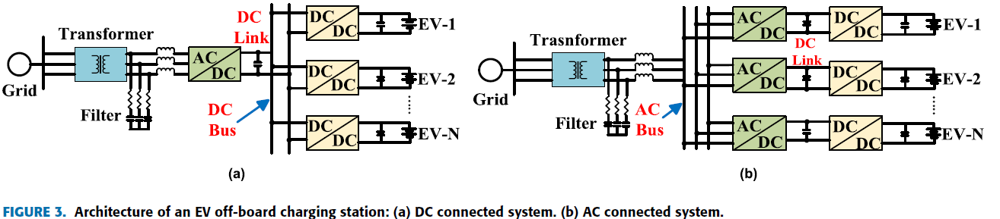 Transformer
Grid
Filter
AC
DC
DC
Link
DC
Bus
DC
DC
EV-1
DC
DC
EV-2
DC
DC
EV-N
(a)
Trasnformer
Grid
Filter
AC
Bus
AC
DC
DC
Link
DC
DC
EV-1
AC
DC
DC
DC
EV-2
AC
DC
DC
DC
EV-N
(b)
FIGURE 3. Architecture of an EV off-board charging station: (a) DC connected system. (b) AC connected system.